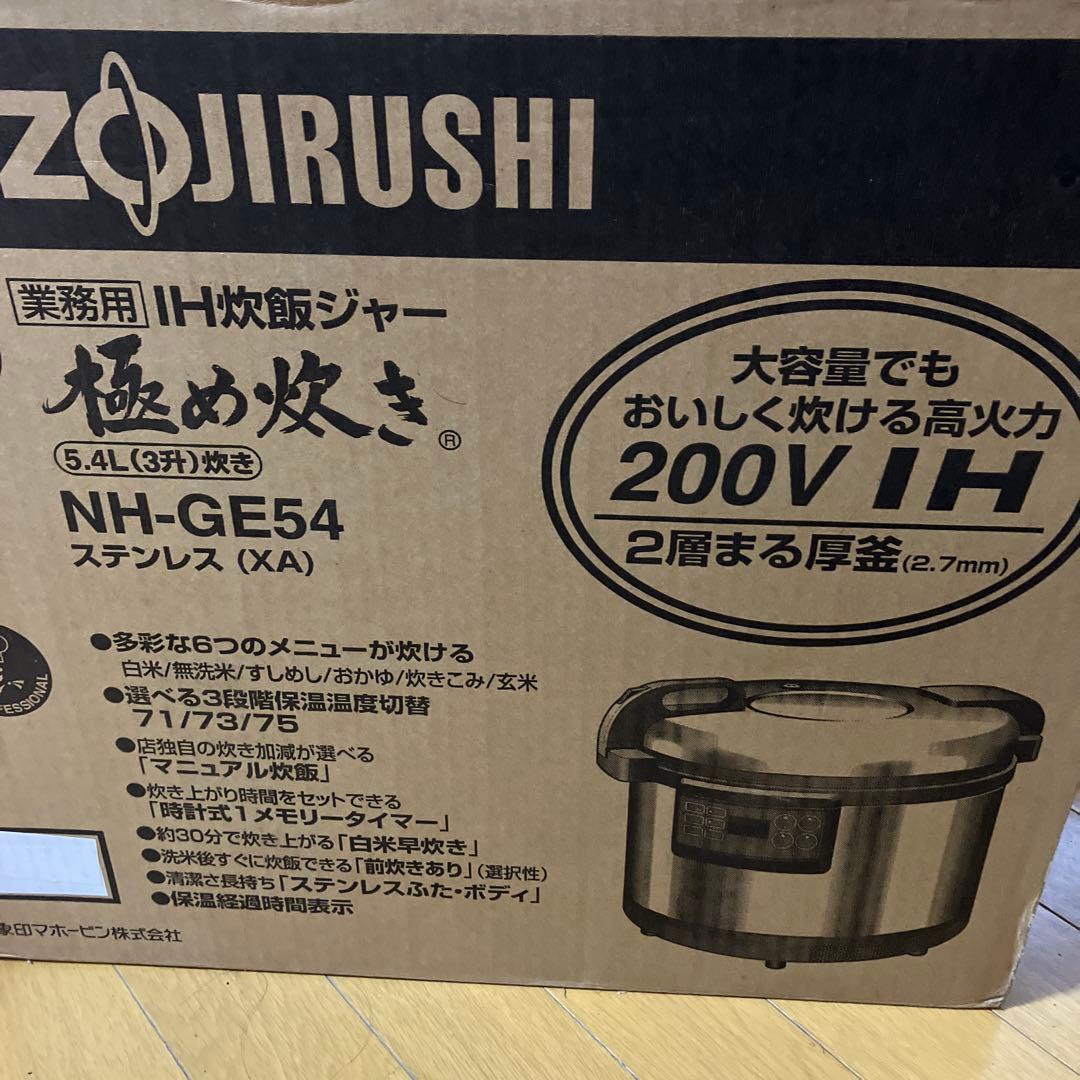 ZOJIRUSHI
業務用 IH炊飯ジャー
極め炊き®
5.4L(3升)炊き
NH-GE54
ステンレス (XA)
大容量でも
おいしく炊ける高火力
200V IH
2層まる厚釜(2.7mm)
●多彩な6つのメニューが炊ける
白米/無洗米/すしめし/おかゆ/炊きこみ/玄米
●選べる3段階保温温度切替
71/73/75
●店独自の炊き加減が選べる
「マニュアル炊飯」
●炊き上がり時間をセットできる
「時計式1メモリータイマー」
●約30分で炊き上がる「白米早炊き」
●洗米後すぐに炊飯できる「前炊きあり」(選択性)
●清潔さ長持ち「ステンレスふた・ボディ」
●保温経過時間表示
象印マホービン株式会社